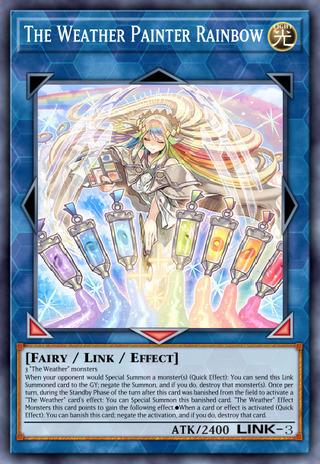 The Weather Painter Rainbow
LIGHT
光
[Fairy / Link / Effect]
3 "The Weather" monsters
When your opponent would Special Summon a monster(s) (Quick Effect): You can send this Link
Summoned card to the GY; negate the Summon, and if you do, destroy that monster(s). Once per
turn, during the Standby Phase of the turn after this card was banished from the field to activate a
"The Weather" card's effect: You can Special Summon this banished card. "The Weather" Effect
Monsters this card points to gain the following effect.●When a card or effect is activated (Quick
Effect): You can banish this card; negate the activation, and if you do, destroy that card.
ATK/2400 LINK-3